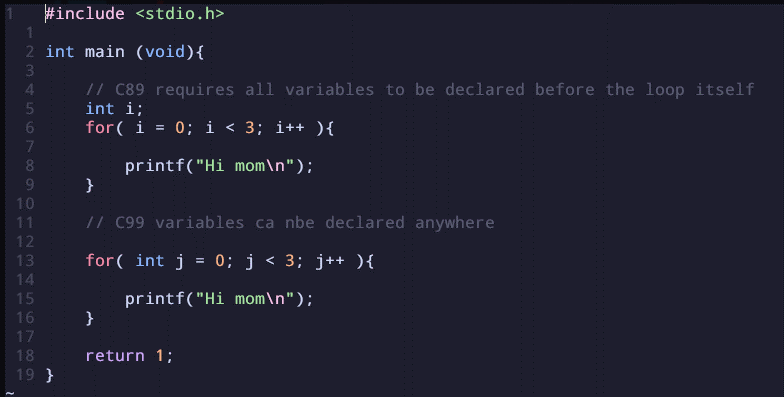 1 #include <stdio.h>
1
2 int main (void){
3
4 // C89 requires all variables to be declared before the loop itself
5 int i;
6 for( i = 0; i < 3; i++ ){
7
8 printf("Hi mom\n");
9 }
10
11 // C99 variables ca nbe declared anywhere
12
13 for( int j = 0; j < 3; j++ ){
14
15 printf("Hi mom\n");
16 }
17
18 return 1;
19 }
~